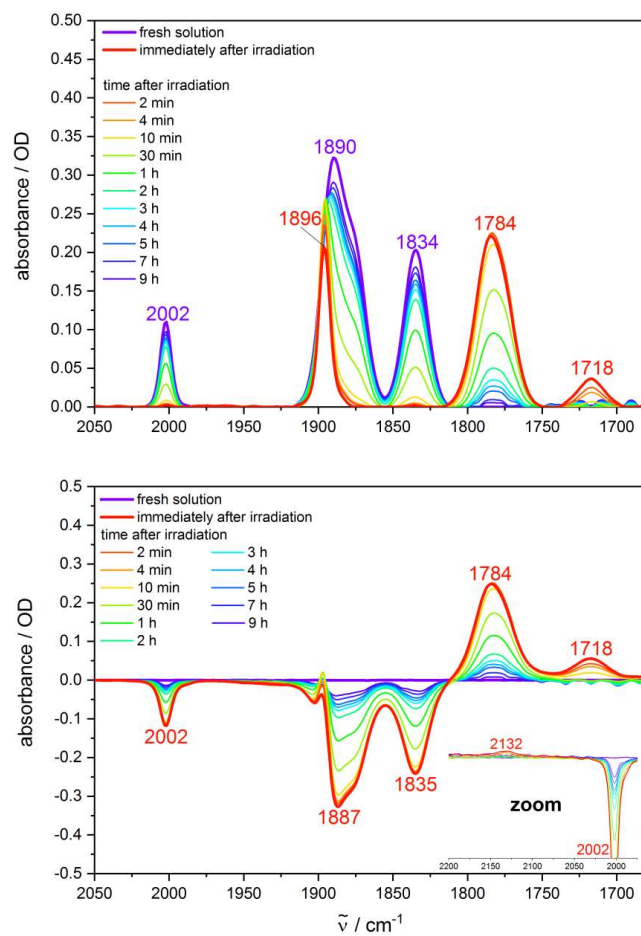 0.50
0.45
0.40
0.35
0.30
0.25
0.20
0.15
0.10
0.05
0.00
absorbance / OD
fresh solution
immediately after irradiation
time after irradiation
2 min
4 min
10 min
30 min
1 h
2 h
3 h
4 h
5 h
7 h
9 h
2002
1890
1896
1834
1784
1718
2050 2000 1950 1900 1850 1800 1750 1700
0.5
0.4
0.3
0.2
0.1
0.0
-0.1
-0.2
-0.3
-0.4
-0.5
absorbance / OD
fresh solution
immediately after irradiation
time after irradiation
2 min 3 h
4 min 4 h
10 min 5 h
30 min 7 h
1 h 9 h
2 h
1784
1718
2002
1887
1835
2132
zoom
2002
2200 2150 2100 2050 2000
2050 2000 1950 1900 1850 1800 1750 1700
ṽ / cm⁻¹